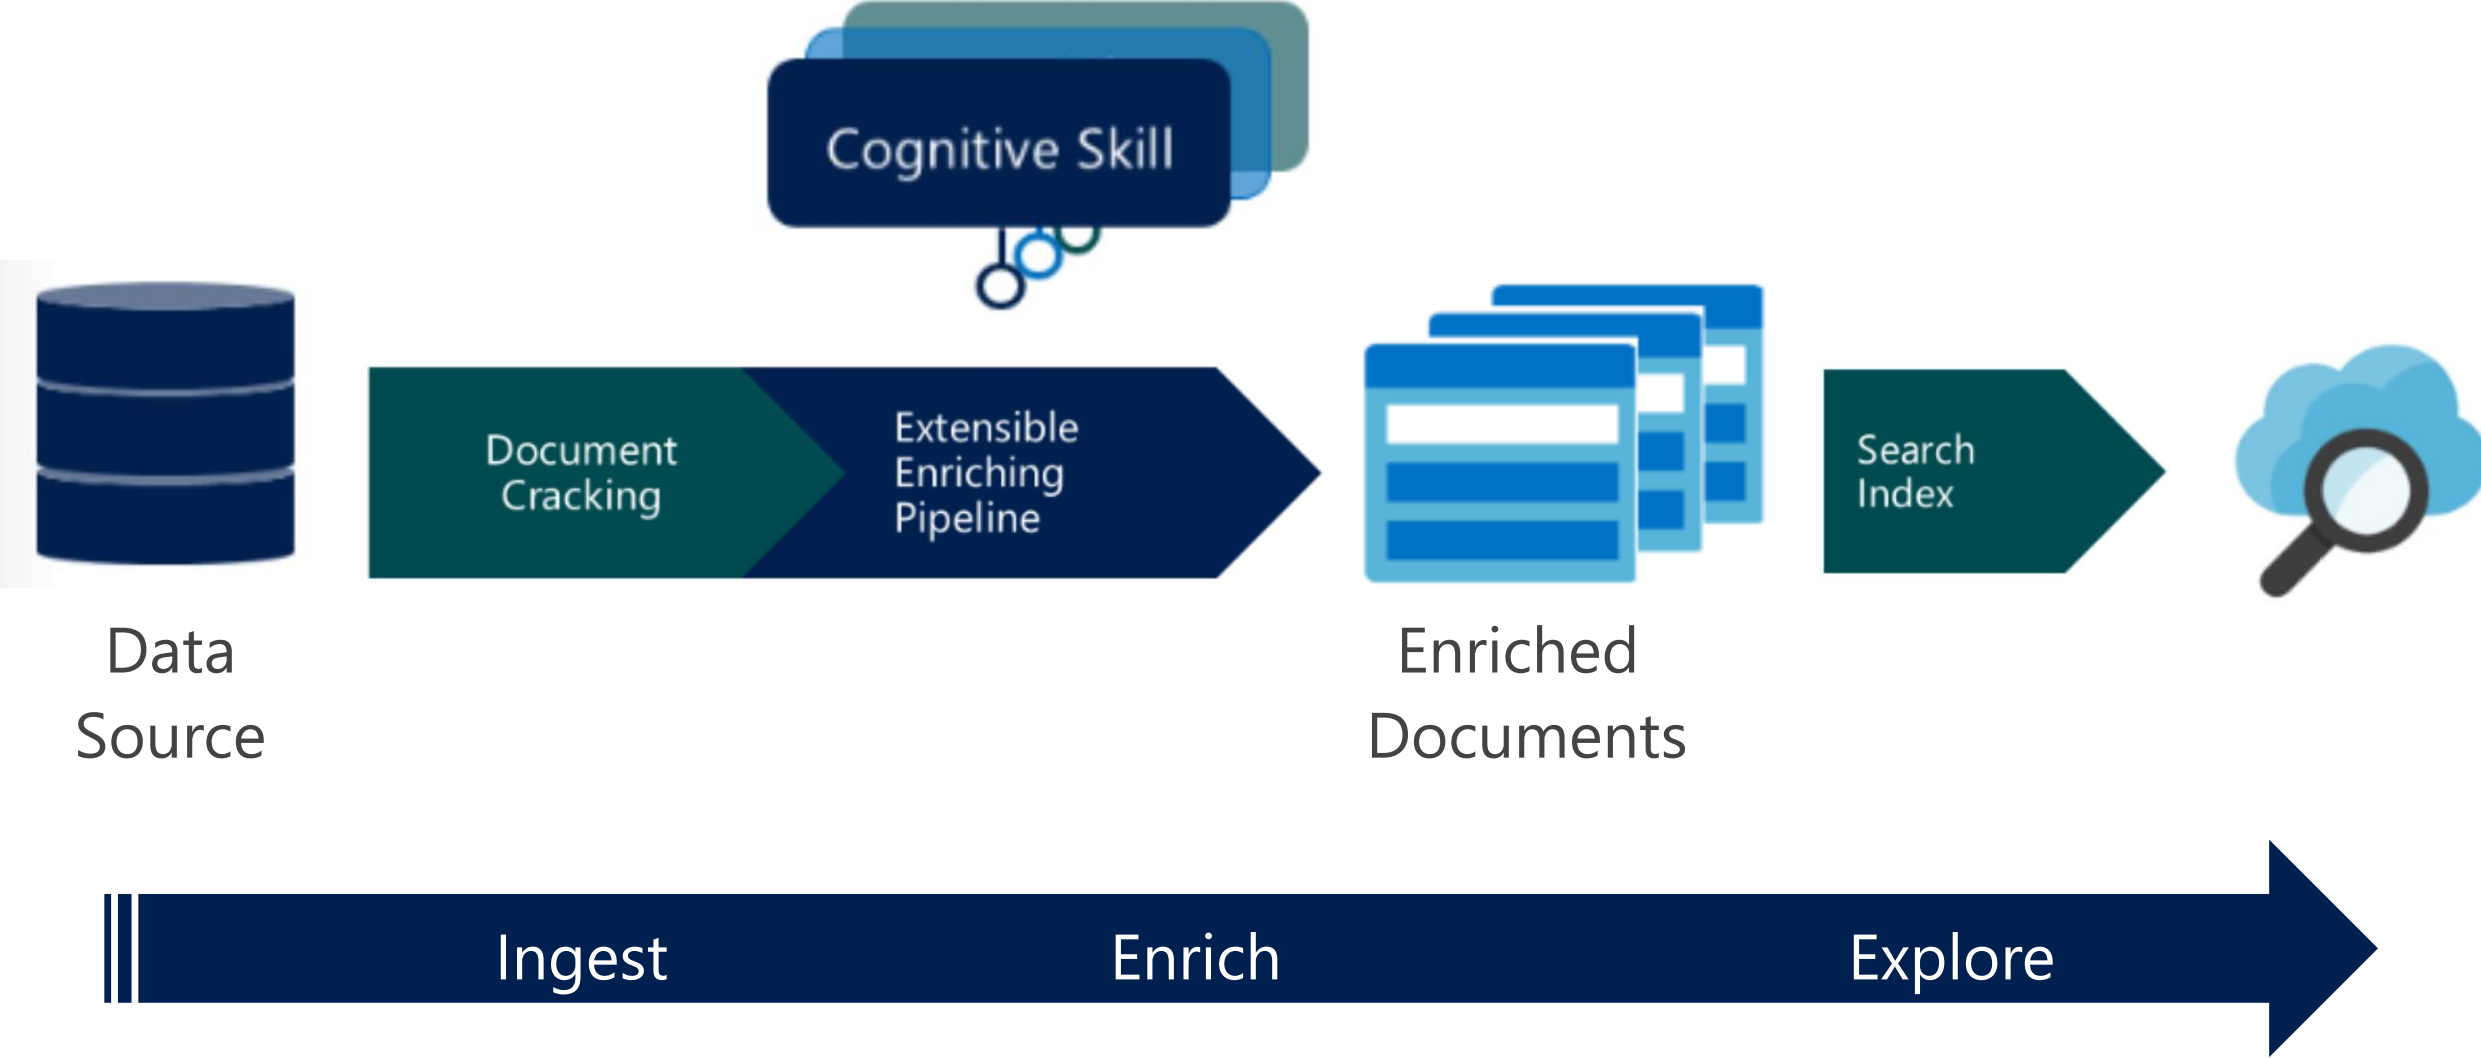 Cognitive Skill
Document
Cracking
Extensible
Enriching
Pipeline
Search
Index
Data
Source
Enriched
Documents
Ingest
Enrich
Explore